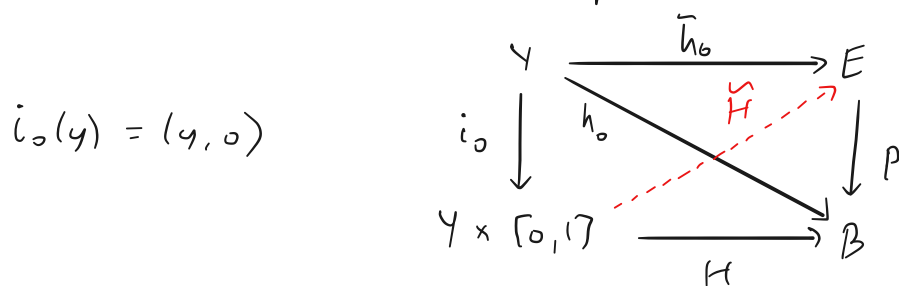 h̃₀
Y E
H̃
i₀(y) = (y, 0) i₀ h₀ p
Y × [0,1] B
H